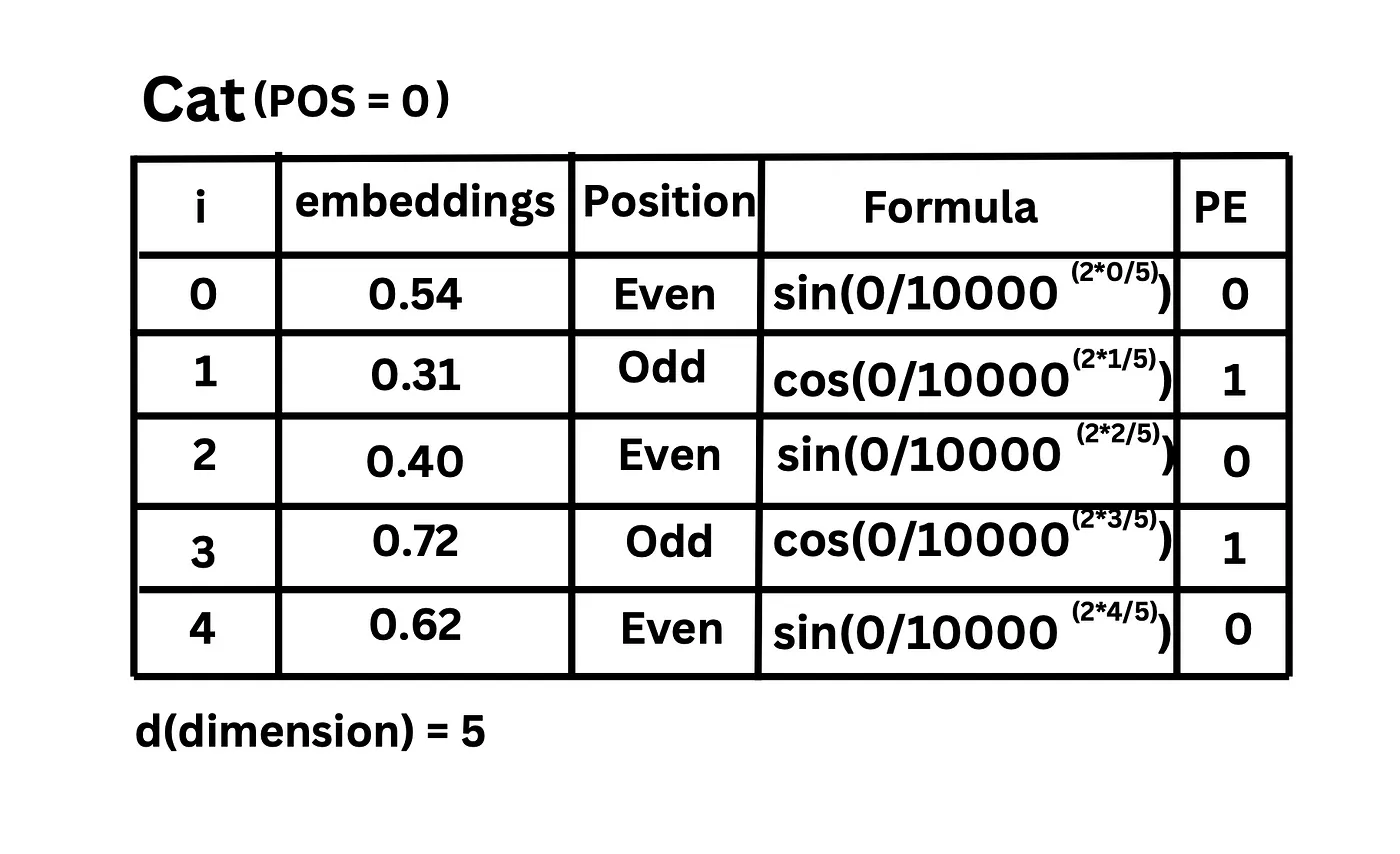 Cat (POS = 0)
i embeddings Position Formula PE
0 0.54 Even sin(0/10000 (2*0/5)) 0
1 0.31 Odd cos(0/10000 (2*1/5)) 1
2 0.40 Even sin(0/10000 (2*2/5)) 0
3 0.72 Odd cos(0/10000 (2*3/5)) 1
4 0.62 Even sin(0/10000 (2*4/5)) 0
d(dimension) = 5